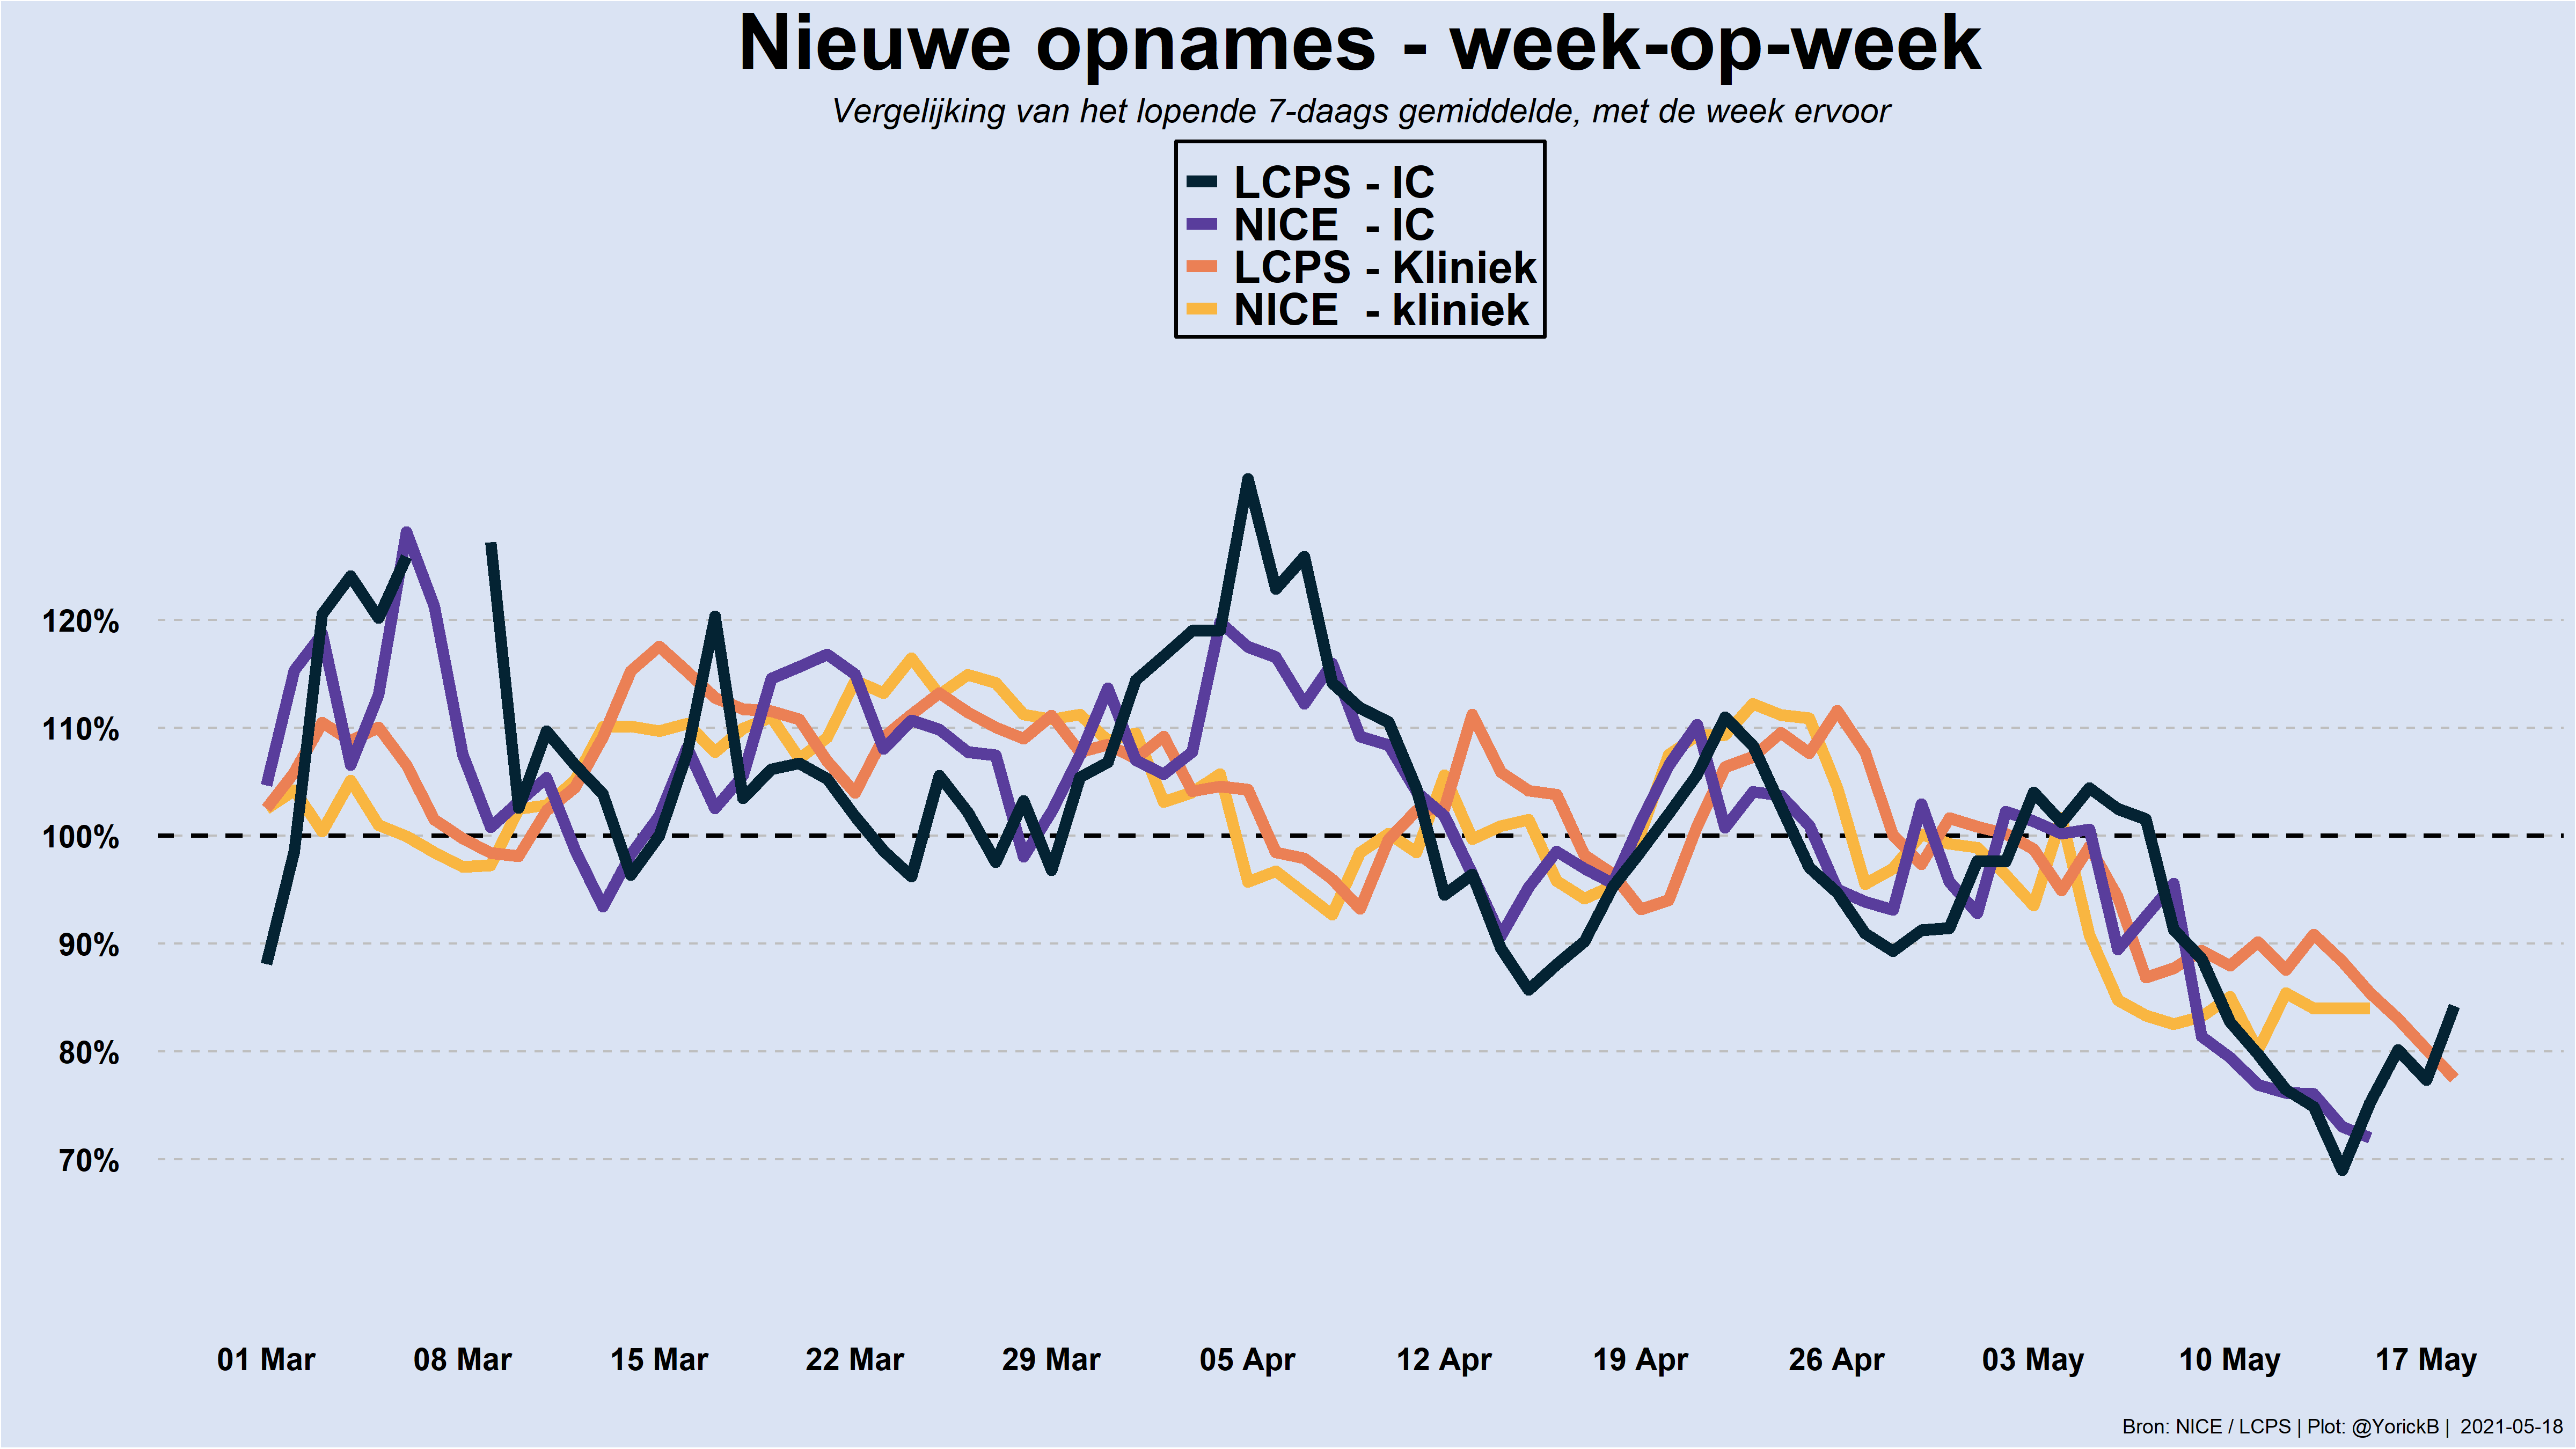 Nieuwe opnames - week-op-week
Vergelijking van het lopende 7-daags gemiddelde, met de week ervoor
LCPS - IC
NICE - IC
LCPS - Kliniek
NICE - kliniek
120%
110%
100%
90%
80%
70%
01 Mar 08 Mar 15 Mar 22 Mar 29 Mar 05 Apr 12 Apr 19 Apr 26 Apr 03 May 10 May 17 May
Bron: NICE / LCPS | Plot: @YorickB | 2021-05-18